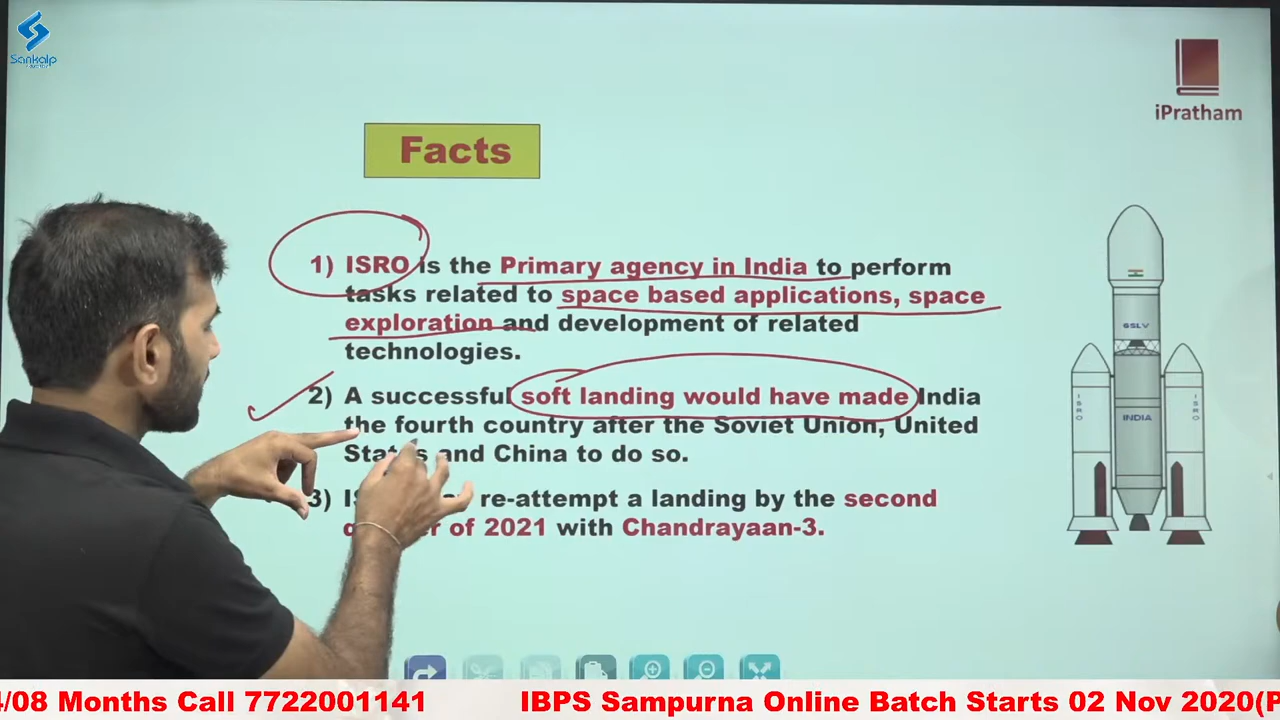 Sankalp
iPratham
Facts
1) ISRO is the Primary agency in India to perform
tasks related to space based applications, space
exploration and development of related
technologies.
2) A successful soft landing would have made India
the fourth country after the Soviet Union, United
States and China to do so.
3) re-attempt a landing by the second
of 2021 with Chandrayaan-3.
GSLV
INDIA
ISRO
ISRO
/08 Months Call 7722001141 IBPS Sampurna Online Batch Starts 02 Nov 2020(P